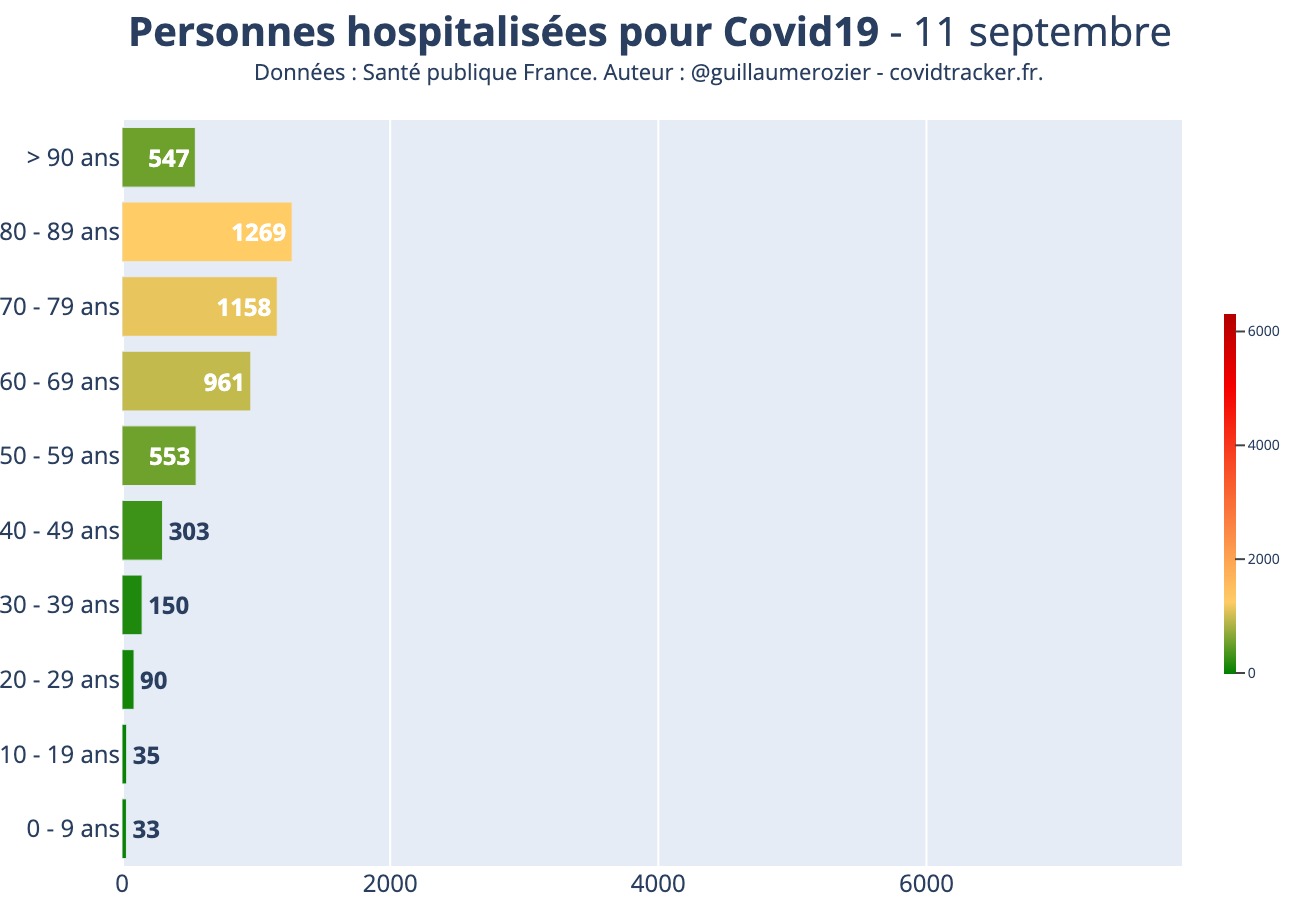 Personnes hospitalisées pour Covid19 - 11 septembre
Données : Santé publique France. Auteur : @guillaumerozier - covidtracker.fr.
> 90 ans 547
80 - 89 ans 1269
70 - 79 ans 1158
60 - 69 ans 961
50 - 59 ans 553
40 - 49 ans 303
30 - 39 ans 150
20 - 29 ans 90
10 - 19 ans 35
0 - 9 ans 33
0 2000 4000 6000
6000
4000
2000
0